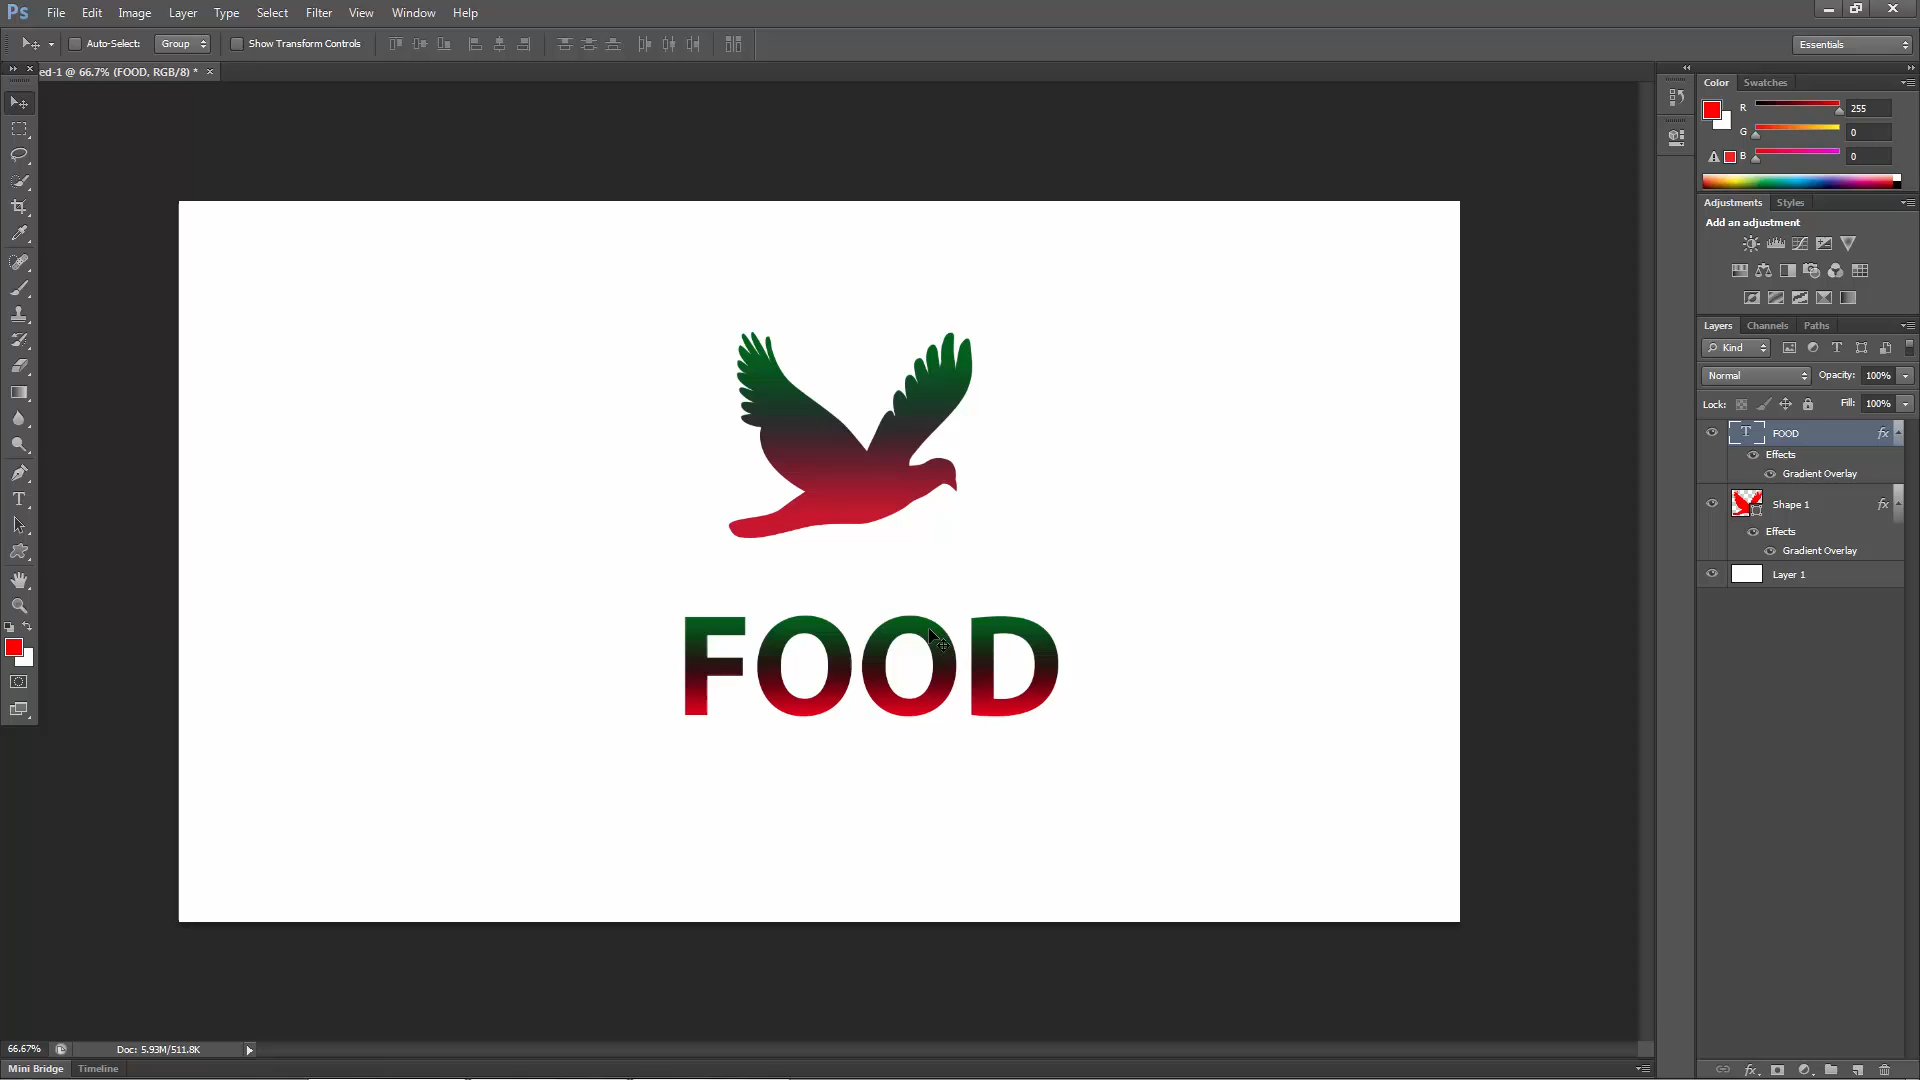 Ps File Edit Image Layer Type Select Filter View Window Help
Auto-Select: Group Show Transform Controls Essentials
ed-1 @ 66.7% (FOOD, RGB/8) * ×
Color Swatches
R 255
G 0
B 0
Adjustments Styles
Add an adjustment
Layers Channels Paths
Kind
Normal Opacity: 100%
Lock: Fill: 100%
T FOOD fx
Effects
Gradient Overlay
Shape 1 fx
Effects
Gradient Overlay
Layer 1
FOOD
66.67% Doc: 5.93M/511.8K
Mini Bridge Timeline
fx